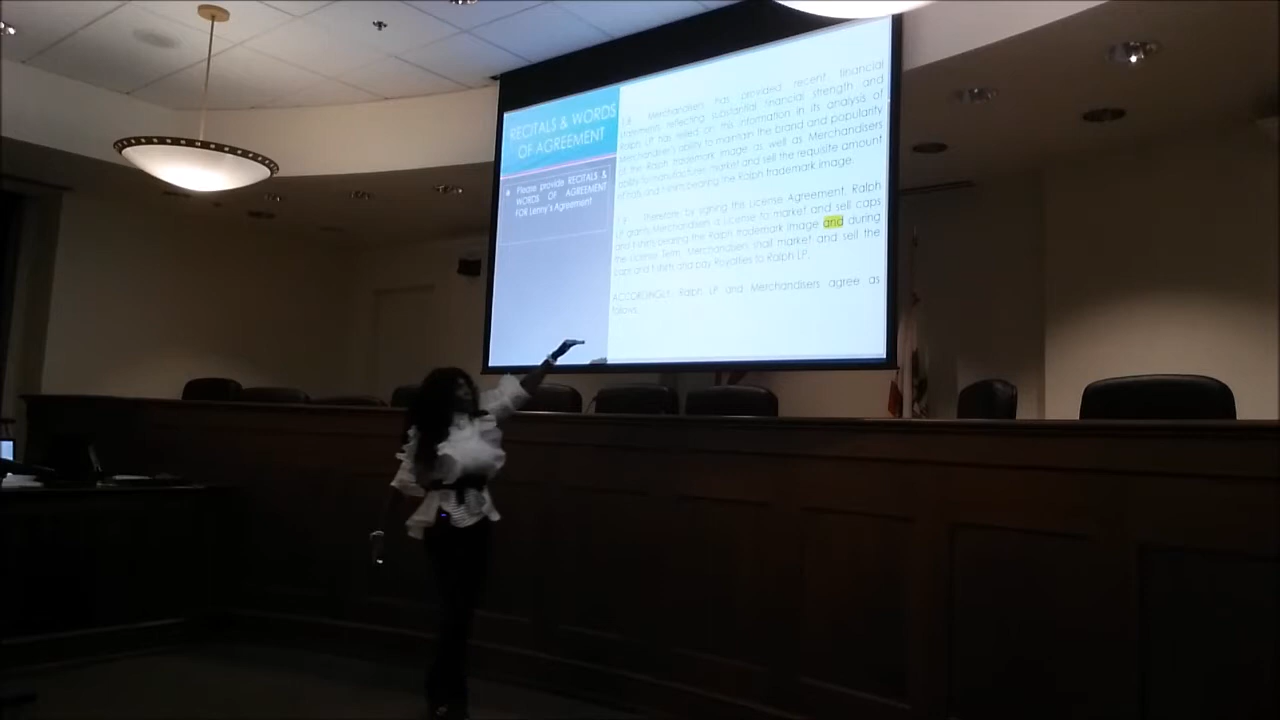 RECITALS & WORDS
OF AGREEMENT
Please provide RECITALS &
WORDS OF AGREEMENT
FOR Lenny's Agreement
1.8 Merchandisers has provided recent financial
statements reflecting substantial financial strength and
Ralph LP has relied on this information in its analysis of
Merchandiser's ability to maintain the brand and popularity
of the Ralph trademark image as well as Merchandisers
ability to manufacture, market and sell the requisite amount
of hats and t-shirts bearing the Ralph trademark image.
1.9 Therefore, by signing the License Agreement, Ralph
LP grants Merchandisers a License to market and sell caps
and t-shirts bearing the Ralph trademark image and during
the License Term, Merchandisers shall market and sell the
caps and t-shirts and pay Royalties to Ralph LP.
ACCORDINGLY, Ralph LP and Merchandisers agree as
follows: